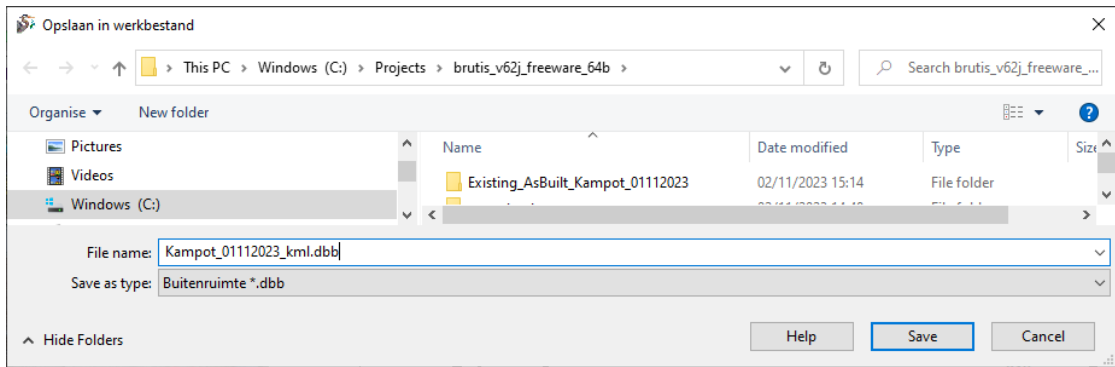 Opslaan in werkbestand
This PC > Windows (C:) > Projects > brutis_v62j_freeware_64b >
Search brutis_v62j_freeware_...
Organise New folder
Pictures
Videos
Windows (C:)
Name Date modified Type Size
Existing_AsBuilt_Kampot_01112023 02/11/2023 15:14 File folder
File name: Kampot_01112023_kml.dbb
Save as type: Buitenruimte *.dbb
Hide Folders
Help Save Cancel